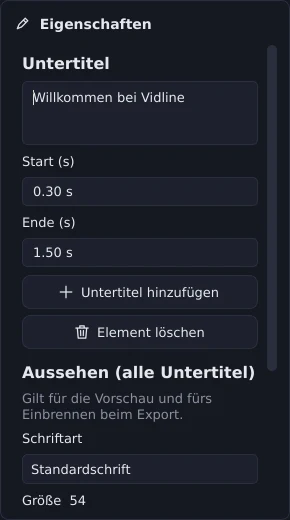 Eigenschaften
Untertitel
Willkommen bei Vidline
Start (s)
0.30 s
Ende (s)
1.50 s
Untertitel hinzufügen
Element löschen
Aussehen (alle Untertitel)
Gilt für die Vorschau und fürs
Einbrennen beim Export.
Schriftart
Standardschrift
Größe 54